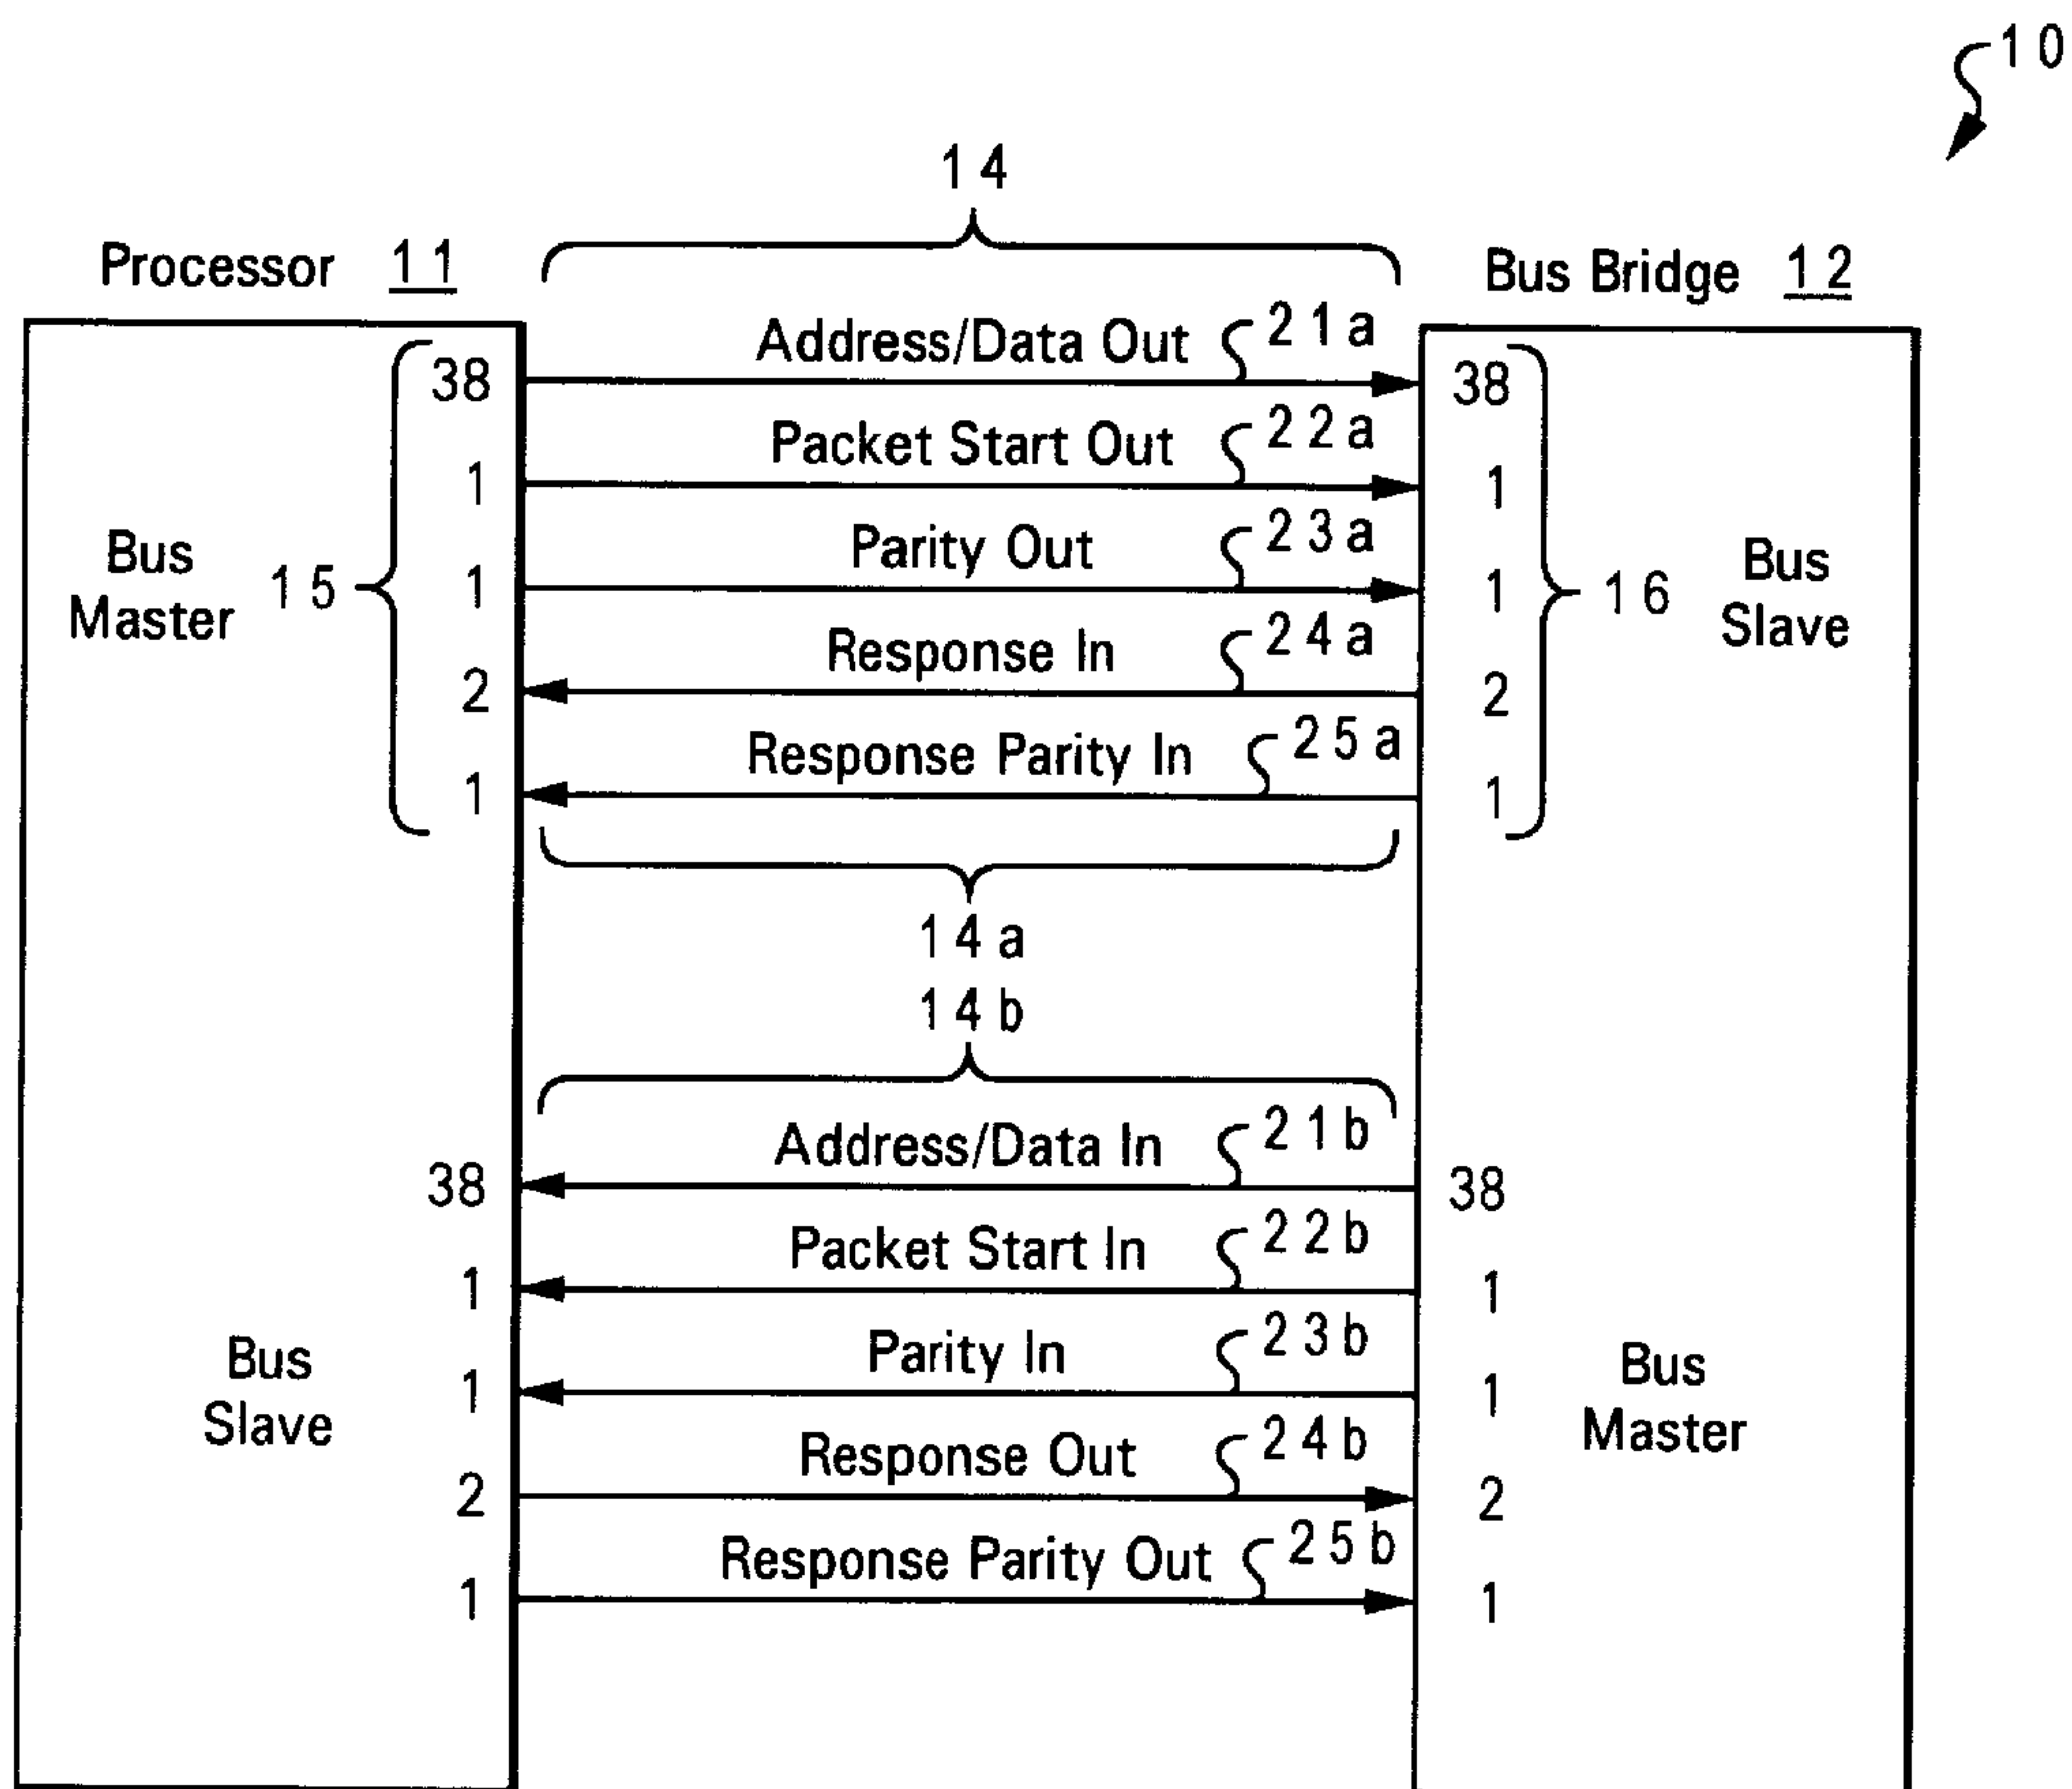 10
14
Processor 11
Bus Bridge 12
Address/Data Out 21a
38
38
Packet Start Out 22a
1
1
Parity Out 23a
Bus
Master
15
1
1
16
Bus
Slave
Response In 24a
2
2
Response Parity In 25a
1
1
14a
14b
Address/Data In 21b
38
38
Packet Start In 22b
1
1
Parity In 23b
Bus
Slave
1
1
Bus
Master
Response Out 24b
2
2
Response Parity Out 25b
1
1